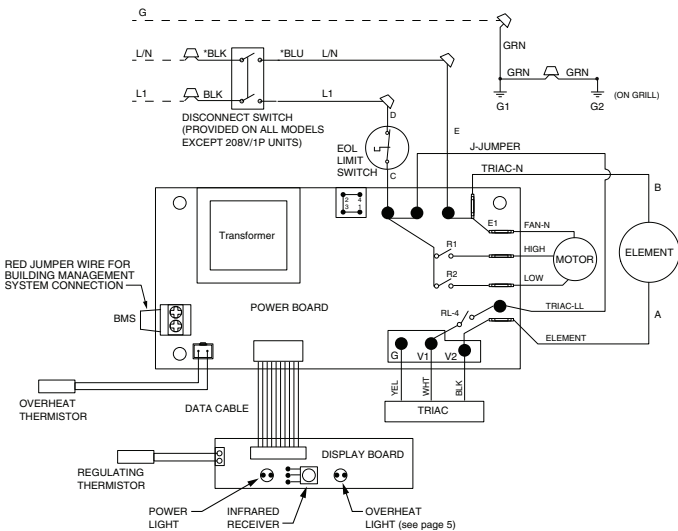 G
GRN
L/N
*BLK
*BLU
L/N
GRN
GRN
G1
G2
(ON GRILL)
L1
BLK
L1
DISCONNECT SWITCH
(PROVIDED ON ALL MODELS
EXCEPT 208V/1P UNITS)
D
EOL
LIMIT
SWITCH
C
E
J-JUMPER
TRIAC-N
B
2 4
3 1
E1
FAN-N
Transformer
R1
HIGH
MOTOR
ELEMENT
R2
LOW
RED JUMPER WIRE FOR
BUILDING MANAGEMENT
SYSTEM CONNECTION
POWER BOARD
RL-4
TRIAC-LL
A
BMS
ELEMENT
G
V1
V2
YEL
WHT
BLK
TRIAC
OVERHEAT
THERMISTOR
DATA CABLE
DISPLAY BOARD
REGULATING
THERMISTOR
POWER
LIGHT
INFRARED
RECEIVER
OVERHEAT
LIGHT (see page 5)